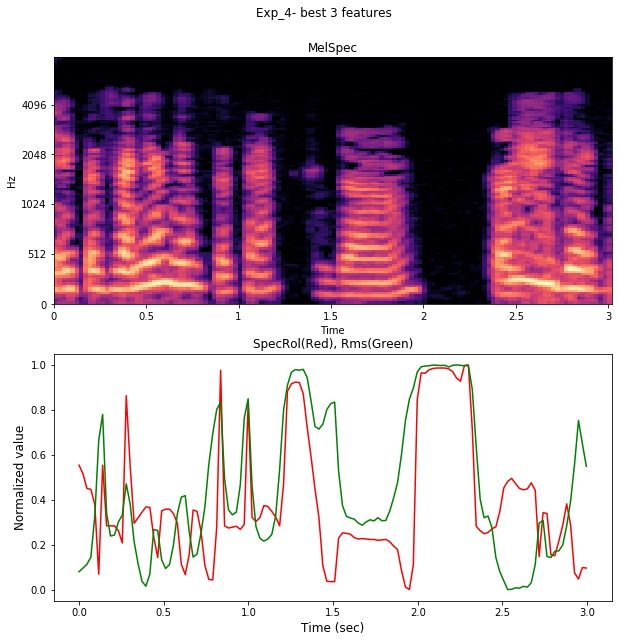 Exp_4- best 3 features
MelSpec
Hz
4096
2048
1024
512
0
0 0.5 1 1.5 2 2.5 3
Time
SpecRol(Red), Rms(Green)
Normalized value
1.0
0.8
0.6
0.4
0.2
0.0
0.0 0.5 1.0 1.5 2.0 2.5 3.0
Time (sec)